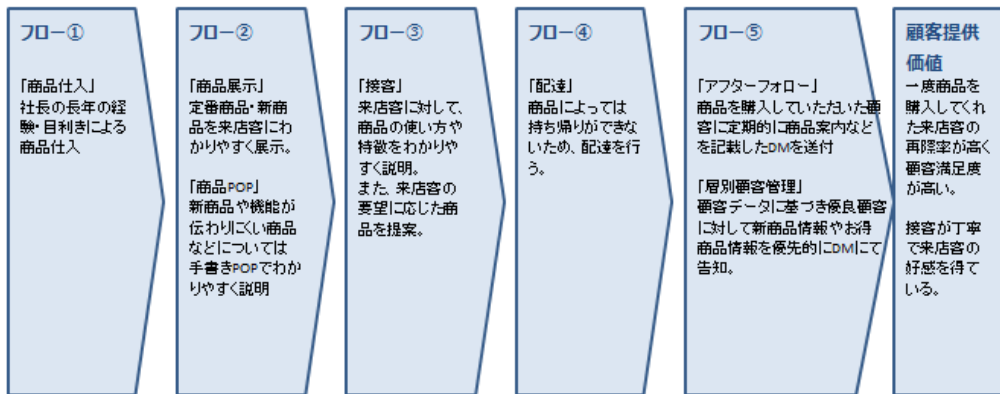 フロー①
「商品仕入」
社長の長年の経
験・目利きによる
商品仕入
フロー②
「商品展示」
定番商品・新商
品を来店客にわ
かりやすく展示。
「商品POP」
新商品や機能が
伝わりにくい商品
などについては
手書きPOPでわか
りやすく説明
フロー③
「接客」
来店客に対して、
商品の使い方や
特徴をわかりや
すく説明。
また、来店客の
要望に応じた商
品を提案。
フロー④
「配達」
商品によっては
持ち帰りができな
いため、配達を行
う。
フロー⑤
「アフターフォロー」
商品を購入していただいた顧
客に定期的に商品案内など
を記載したDMを送付
「層別顧客管理」
顧客データに基づき優良顧客
に対して新商品情報やお得
商品情報を優先的にDMにて
告知。
顧客提供
価値
一度商品を
購入してくれ
た来店客の
再降率が高く
顧客満足度
が高い。
接客が丁寧
で来店客の
好感を得て
いる。